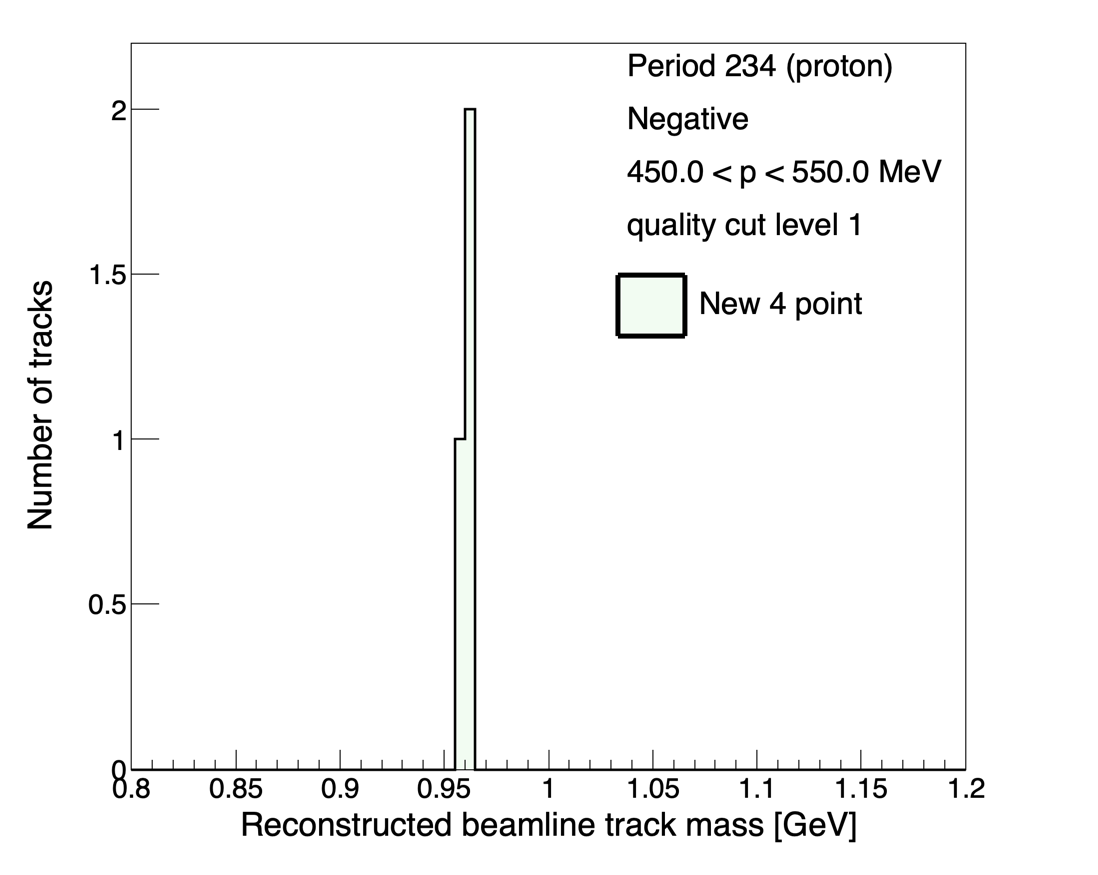 Period 234 (proton)
Negative
450.0 < p < 550.0 MeV
quality cut level 1
New 4 point
Number of tracks
2
1.5
1
0.5
0
0.8 0.85 0.9 0.95 1 1.05 1.1 1.15 1.2
Reconstructed beamline track mass [GeV]